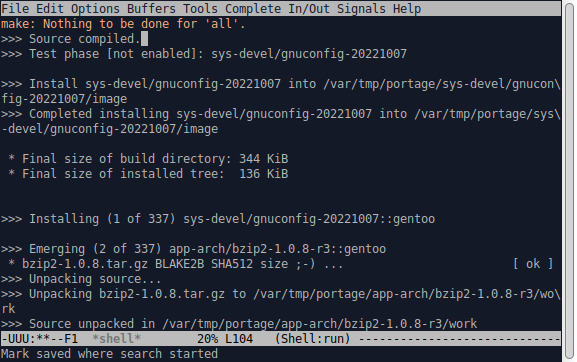 File Edit Options Buffers Tools Complete In/Out Signals Help
make: Nothing to be done for 'all'.
>>> Source compiled.
>>> Test phase [not enabled]: sys-devel/gnuconfig-20221007
>>> Install sys-devel/gnuconfig-20221007 into /var/tmp/portage/sys-devel/gnucon\
fig-20221007/image
>>> Completed installing sys-devel/gnuconfig-20221007 into /var/tmp/portage/sys\
-devel/gnuconfig-20221007/image
 * Final size of build directory: 344 KiB
 * Final size of installed tree:  136 KiB
>>> Installing (1 of 337) sys-devel/gnuconfig-20221007::gentoo
>>> Emerging (2 of 337) app-arch/bzip2-1.0.8-r3::gentoo
 * bzip2-1.0.8.tar.gz BLAKE2B SHA512 size ;-) ...                       [ ok ]
>>> Unpacking source...
>>> Unpacking bzip2-1.0.8.tar.gz to /var/tmp/portage/app-arch/bzip2-1.0.8-r3/wo\
rk
>>> Source unpacked in /var/tmp/portage/app-arch/bzip2-1.0.8-r3/work
-UUU:**--F1  *shell*        20% L104   (Shell:run) ----------------------------
Mark saved where search started